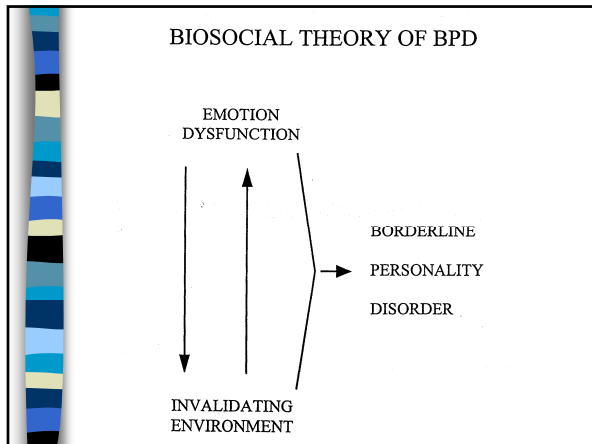 BIOSOCIAL THEORY OF BPD
EMOTION
DYSFUNCTION
BORDERLINE
PERSONALITY
DISORDER
INVALIDATING
ENVIRONMENT